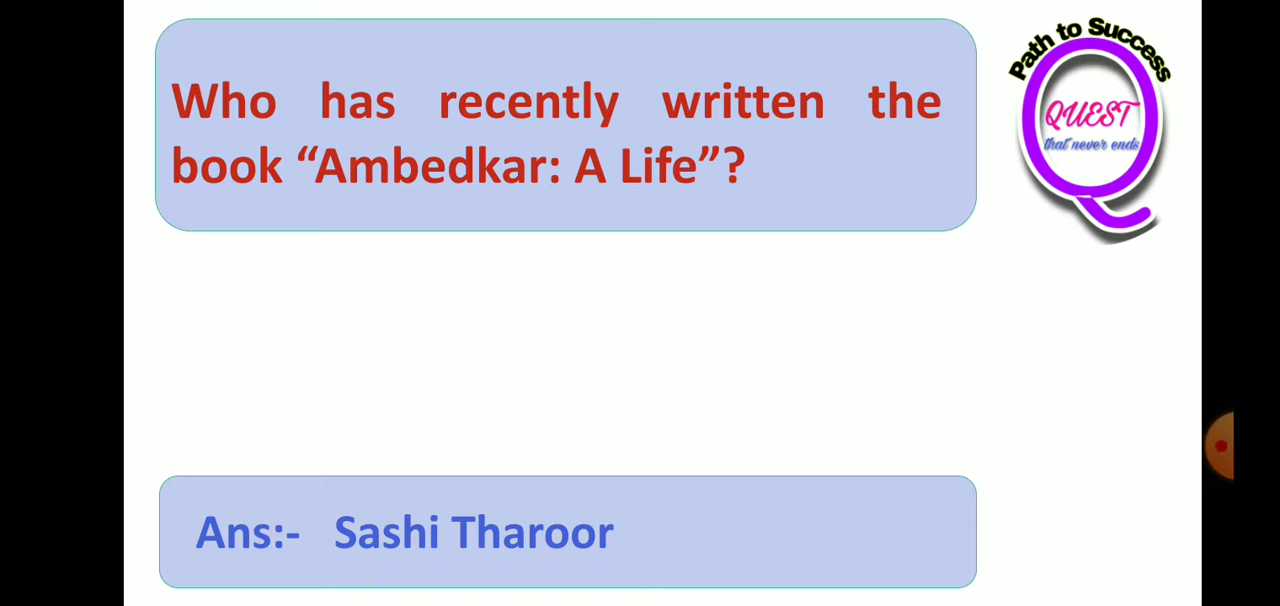 Who has recently written the
book “Ambedkar: A Life”?
Path to Success
QUEST
that never ends
Ans:- Sashi Tharoor